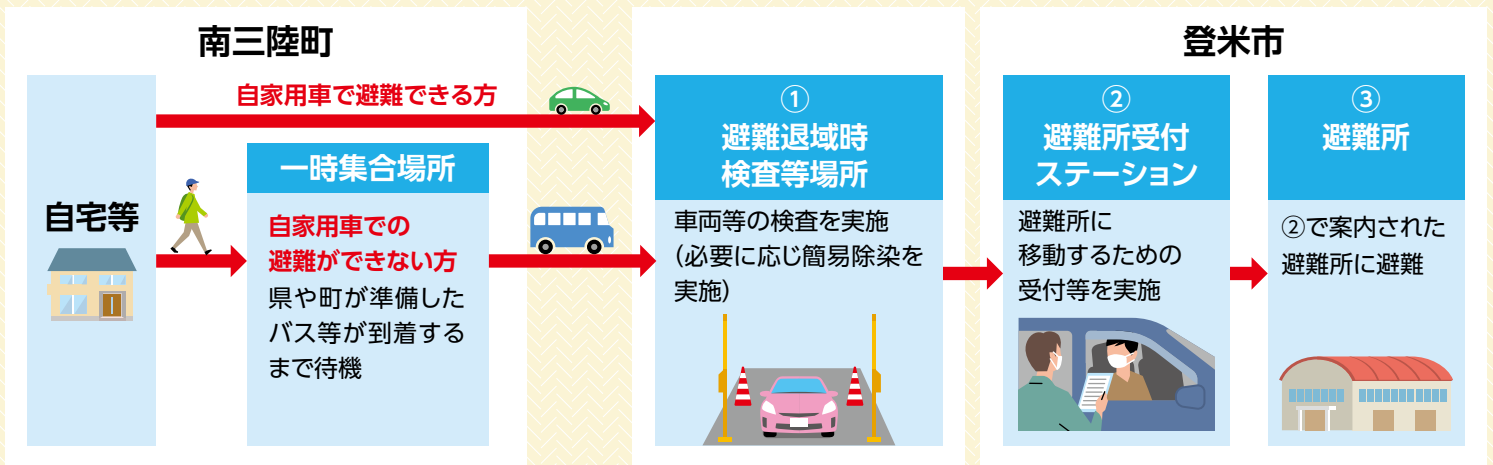 南三陸町
自宅等
自家用車で避難できる方
一時集合場所
自家用車での
避難ができない方
県や町が準備した
バス等が到着する
まで待機
①
避難退域時
検査等場所
車両等の検査を実施
(必要に応じ簡易除染を
実施)
登米市
②
避難所受付
ステーション
避難所に
移動するための
受付等を実施
③
避難所
②で案内された
避難所に避難